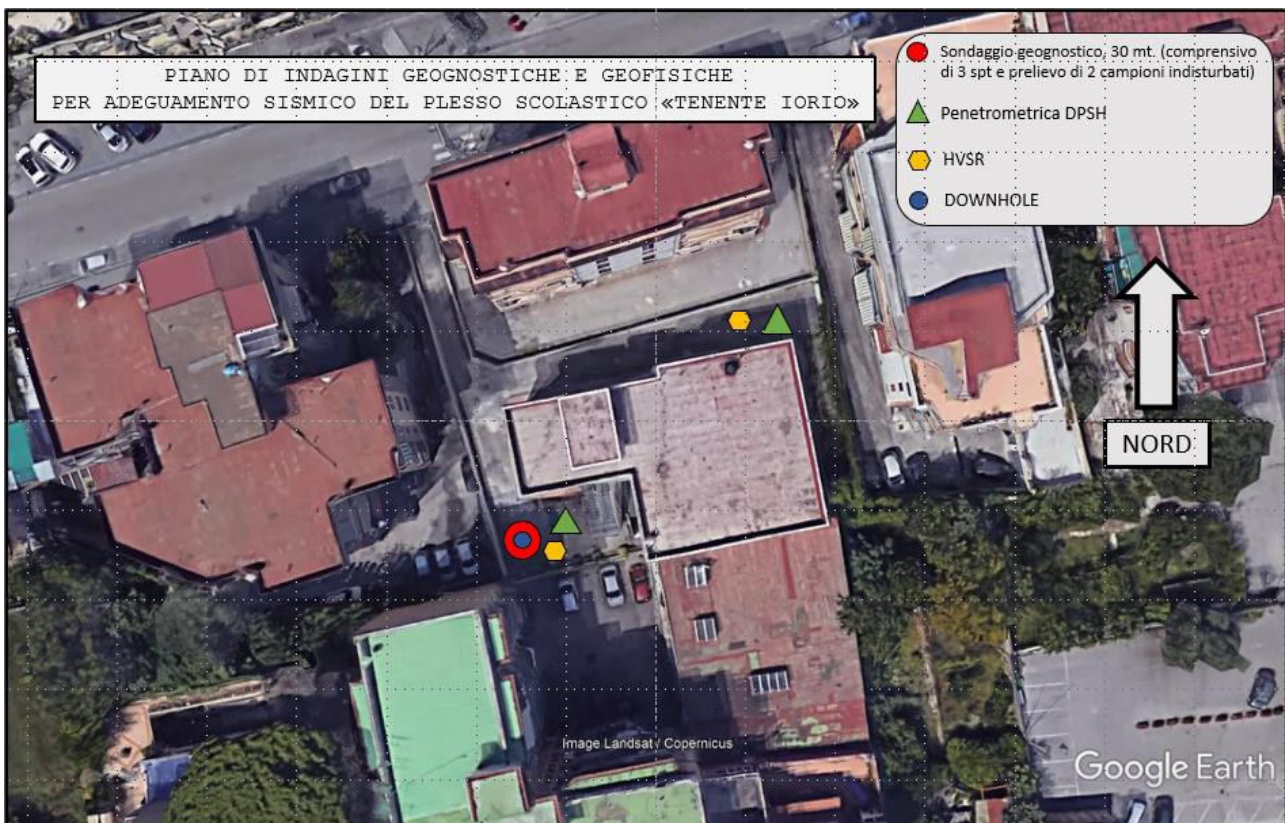 PIANO DI INDAGINI GEOGNOSTICHE E GEOFISICHE
PER ADEGUAMENTO SISMICO DEL PLESSO SCOLASTICO «TENENTE IORIO»
Sondaggio geognostico, 30 mt. (comprensivo
di 3 spt e prelievo di 2 campioni indisturbati)
Penetrometrica DPSH
HVSR
DOWNHOLE
NORD
Image Landsat / Copernicus
Google Earth